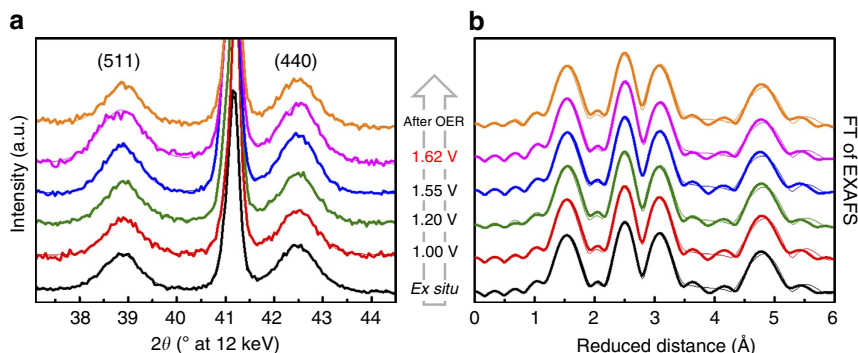 a
b
(511)
(440)
Intensity (a.u.)
38 39 40 41 42 43 44
2θ (° at 12 keV)
After OER
1.62 V
1.55 V
1.20 V
1.00 V
Ex situ
FT of EXAFS
0 1 2 3 4 5 6
Reduced distance (Å)